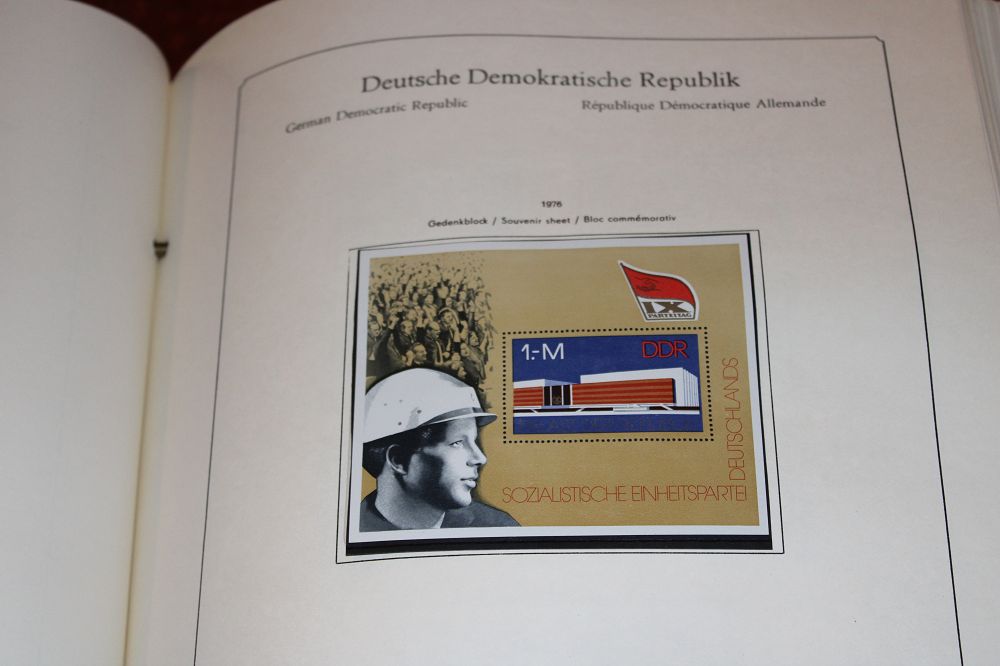 Deutsche Demokratische Republik
German Democratic Republic
République Démocratique Allemande
1976
Gedenkblock / Souvenir sheet / Bloc commémorativ
IX
PARTEITAG
1.-M DDR
SOZIALISTISCHE EINHEITSPARTEI
DEUTSCHLANDS